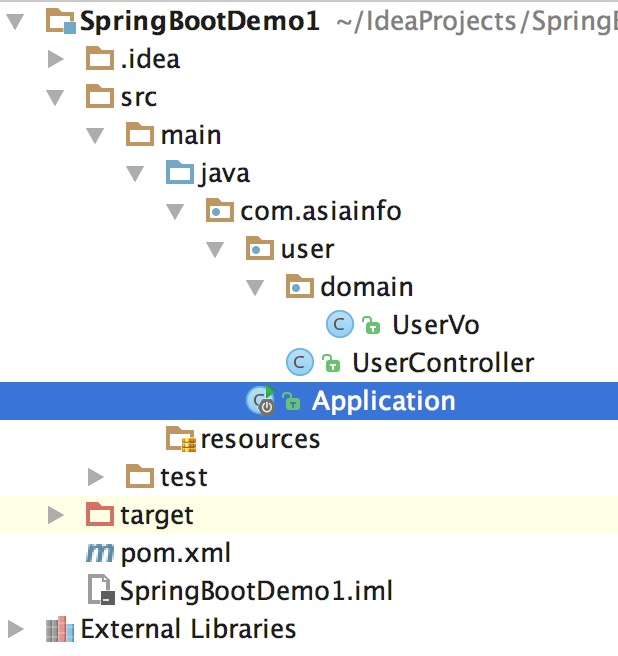 SpringBootDemo1 ~/IdeaProjects/Spring
.idea
src
main
java
com.asiainfo
user
domain
C UserVo
C UserController
C Application
resources
test
target
m pom.xml
SpringBootDemo1.iml
External Libraries